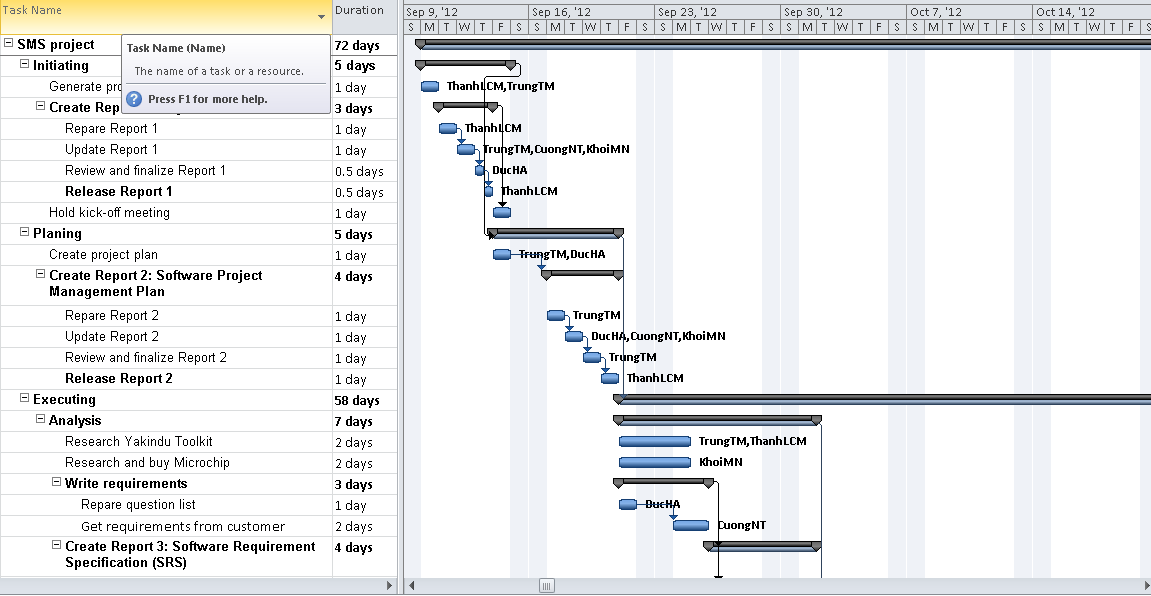 Task Name Duration
Sep 9, '12 Sep 16, '12 Sep 23, '12 Sep 30, '12 Oct 7, '12 Oct 14, '12
S M T W T F S S M T W T F S S M T W T F S S M T W T F S S M T W T F S S M T W T F S
SMS project 72 days
Task Name (Name)
The name of a task or a resource.
Press F1 for more help.
Initiating 5 days
Generate 1 day ThanhLCM,TrungTM
Create 3 days
Repare Report 1 1 day ThanhLCM
Update Report 1 1 day TrungTM,CuongNT,KhoiMN
Review and finalize Report 1 0.5 days DucHA
Release Report 1 0.5 days ThanhLCM
Hold kick-off meeting 1 day
Planing 5 days
Create project plan 1 day TrungTM,DucHA
Create Report 2: Software Project 4 days
Management Plan
Repare Report 2 1 day TrungTM
Update Report 2 1 day DucHA,CuongNT,KhoiMN
Review and finalize Report 2 1 day TrungTM
Release Report 2 1 day ThanhLCM
Executing 58 days
Analysis 7 days
Research Yakindu Toolkit 2 days TrungTM,ThanhLCM
Research and buy Microchip 2 days KhoiMN
Write requirements 3 days
Repare question list 1 day DucHA
Get requirements from customer 2 days CuongNT
Create Report 3: Software Requirement 4 days
Specification (SRS)